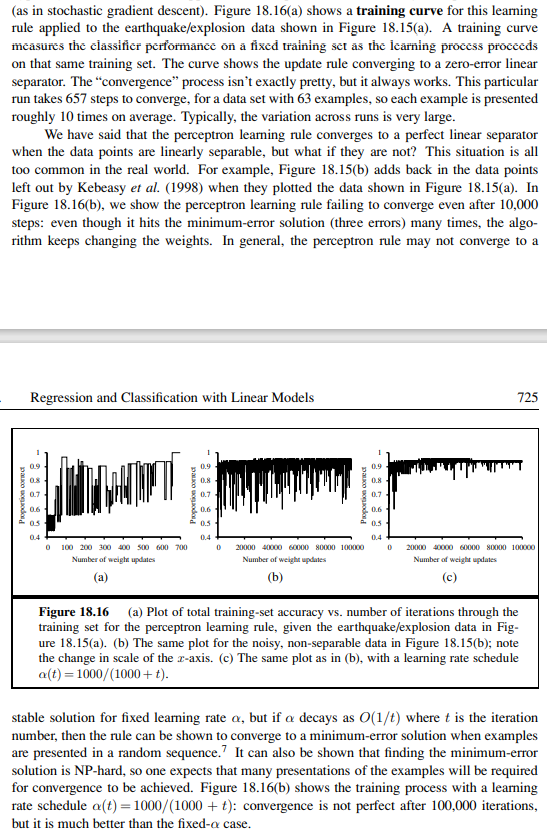 (as in stochastic gradient descent). Figure 18.16(a) shows a training curve for this learning
rule applied to the earthquake/explosion data shown in Figure 18.15(a). A training curve
measures the classifier performance on a fixed training set as the learning process proceeds
on that same training set. The curve shows the update rule converging to a zero-error linear
separator. The “convergence” process isn’t exactly pretty, but it always works. This particular
run takes 657 steps to converge, for a data set with 63 examples, so each example is presented
roughly 10 times on average. Typically, the variation across runs is very large.
We have said that the perceptron learning rule converges to a perfect linear separator
when the data points are linearly separable, but what if they are not? This situation is all
too common in the real world. For example, Figure 18.15(b) adds back in the data points
left out by Kebeasy et al. (1998) when they plotted the data shown in Figure 18.15(a). In
Figure 18.16(b), we show the perceptron learning rule failing to converge even after 10,000
steps: even though it hits the minimum-error solution (three errors) many times, the algo-
rithm keeps changing the weights. In general, the perceptron rule may not converge to a
Regression and Classification with Linear Models 725
Proportion correct
1
0.9
0.8
0.7
0.6
0.5
0.4
0 100 200 300 400 500 600 700
Number of weight updates
(a)
Proportion correct
1
0.9
0.8
0.7
0.6
0.5
0.4
0 20000 40000 60000 80000 100000
Number of weight updates
(b)
Proportion correct
1
0.9
0.8
0.7
0.6
0.5
0.4
0 20000 40000 60000 80000 100000
Number of weight updates
(c)
Figure 18.16 (a) Plot of total training-set accuracy vs. number of iterations through the
training set for the perceptron learning rule, given the earthquake/explosion data in Fig-
ure 18.15(a). (b) The same plot for the noisy, non-separable data in Figure 18.15(b); note
the change in scale of the x-axis. (c) The same plot as in (b), with a learning rate schedule
α(t) = 1000/(1000 + t).
stable solution for fixed learning rate α, but if α decays as O(1/t) where t is the iteration
number, then the rule can be shown to converge to a minimum-error solution when examples
are presented in a random sequence.7 It can also be shown that finding the minimum-error
solution is NP-hard, so one expects that many presentations of the examples will be required
for convergence to be achieved. Figure 18.16(b) shows the training process with a learning
rate schedule α(t) = 1000/(1000 + t): convergence is not perfect after 100,000 iterations,
but it is much better than the fixed-α case.